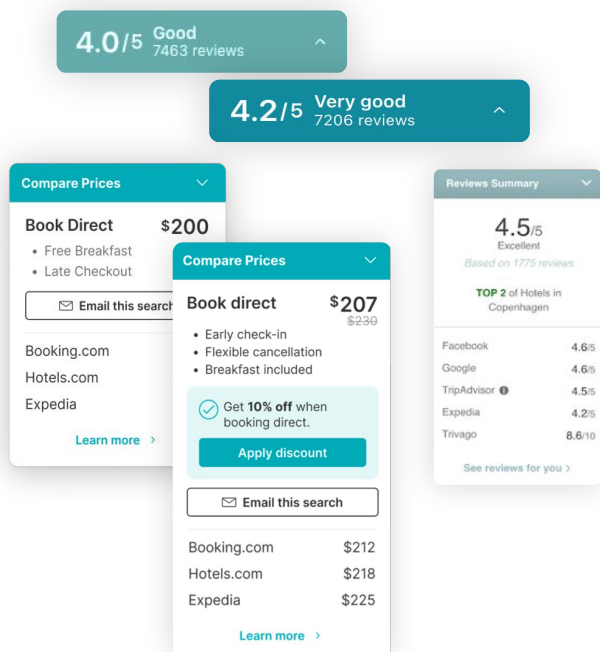 4.0/5 Good
7463 reviews
4.2/5 Very good
7206 reviews
Compare Prices
Book Direct $200
• Free Breakfast
• Late Checkout
Email this search
Booking.com
Hotels.com
Expedia
Learn more >
Compare Prices
Book direct $207
$230
• Early check-in
• Flexible cancellation
• Breakfast included
Get 10% off when
booking direct.
Apply discount
Email this search
Booking.com $212
Hotels.com $218
Expedia $225
Learn more >
Reviews Summary
4.5/5
Excellent
Based on 1775 reviews
TOP 2 of Hotels in
Copenhagen
Facebook 4.6/5
Google 4.6/5
TripAdvisor 4.5/5
Expedia 4.2/5
Trivago 8.6/10
See reviews for you >